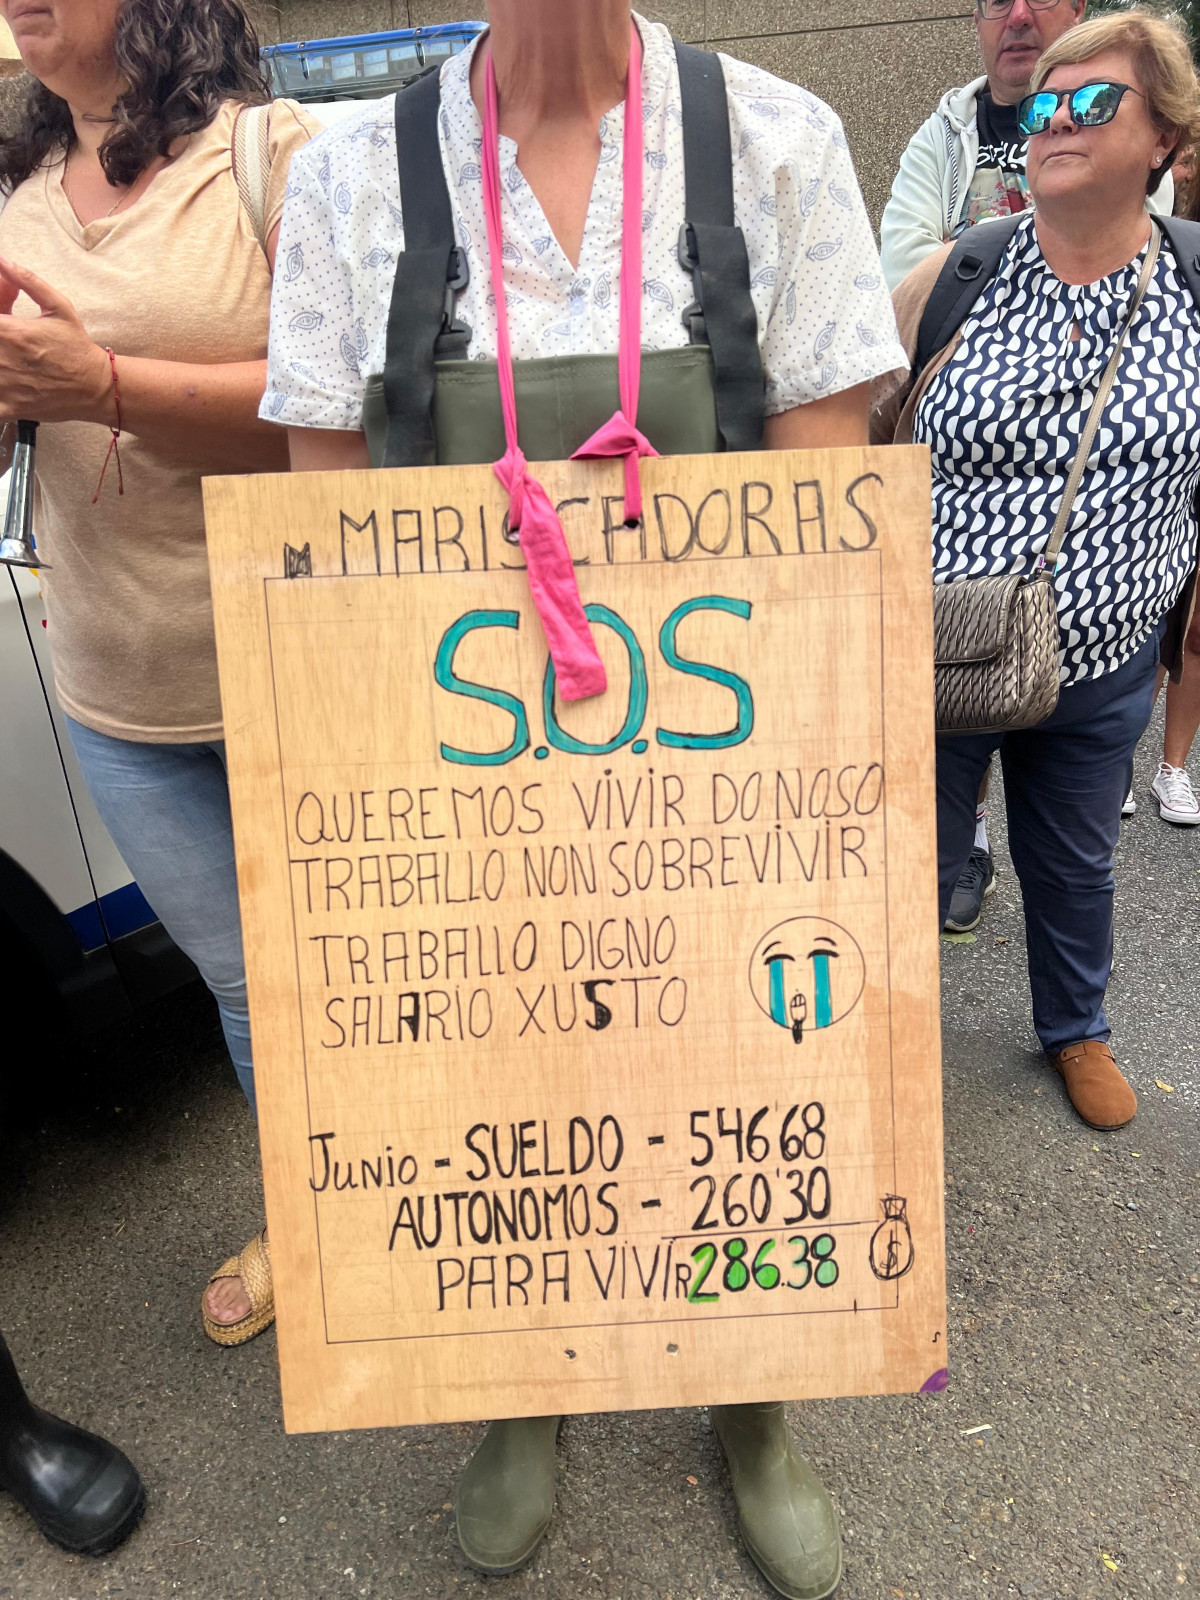 MARISCADORAS
S.O.S
QUEREMOS VIVIR DO NOSO
TRABALLO NON SOBREVIVIR
TRABALLO DIGNO
SALARIO XUSTO
Junio - SUELDO - 546'68
AUTONOMOS - 260'30
PARA VIVIR 286.38
$